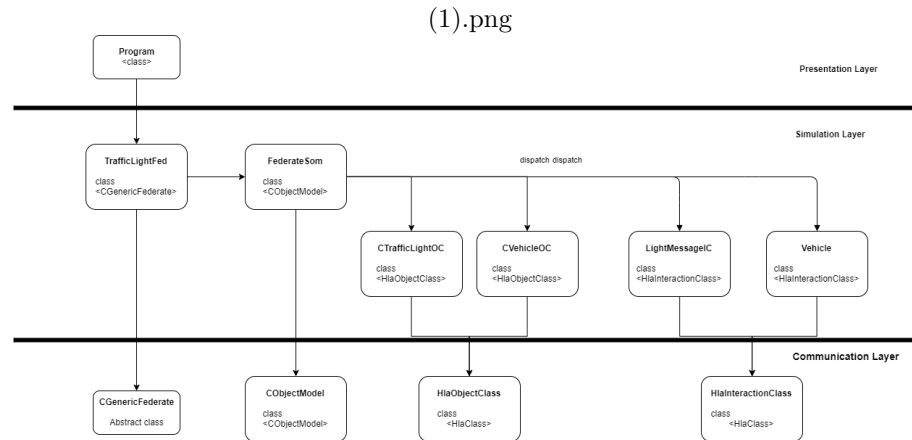 (1).png
Program
<class>
Presentation Layer
Simulation Layer
TrafficLightFed
class
<CGenericFederate>
FederateSom
class
<CObjectModel>
dispatch dispatch
CTrafficLightOC
class
<HlaObjectClass>
CVehicleOC
class
<HlaObjectClass>
LightMessageIC
class
<HlaInteractionClass>
Vehicle
class
<HlaInteractionClass>
Communication Layer
CGenericFederate
Abstract class
CObjectModel
class
<CObjectModel>
HlaObjectClass
class
<HlaClass>
HlaInteractionClass
class
<HlaClass>